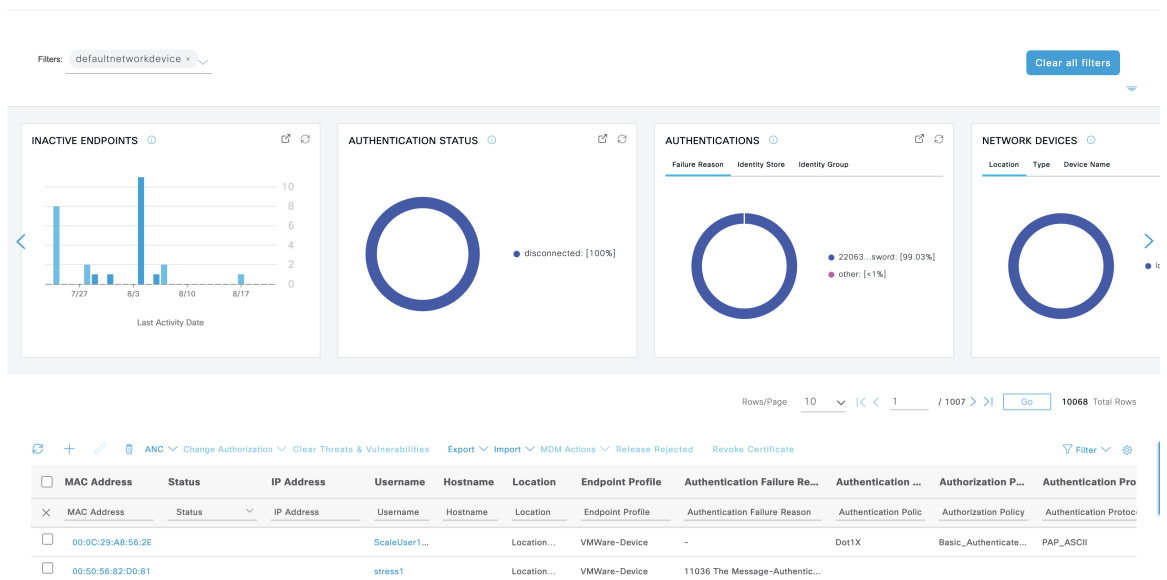 Filters: defaultnetworkdevice ×
Clear all filters
INACTIVE ENDPOINTS
10
8
6
4
2
0
7/27 8/3 8/10 8/17
Last Activity Date
AUTHENTICATION STATUS
disconnected: [100%]
AUTHENTICATIONS
Failure Reason Identity Store Identity Group
22063...sword: [99.03%]
other: [<1%]
NETWORK DEVICES
Location Type Device Name
Rows/Page 10 1 / 1007 Go 10068 Total Rows
ANC Change Authorization Clear Threats & Vulnerabilities Export Import MDM Actions Release Rejected Revoke Certificate Filter
MAC Address Status IP Address Username Hostname Location Endpoint Profile Authentication Failure Re... Authentication ... Authorization P... Authentication Pro
MAC Address Status IP Address Username Hostname Location Endpoint Profile Authentication Failure Reason Authentication Polic Authorization Policy Authentication Protoc
00:0C:29:A8:56:2E ScaleUser1... Location... VMWare-Device - Dot1X Basic_Authenticate... PAP_ASCII
00:50:56:82:D0:81 stress1 Location... VMWare-Device 11036 The Message-Authentic...